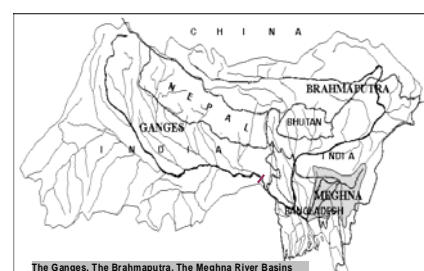 C H I N A
BRAHMAPUTRA
N E P A L
BHUTAN
GANGES
I N D I A
I N D I A
MEGHNA
BANGLADESH
The Ganges, The Brahmaputra, The Meghna River Basins